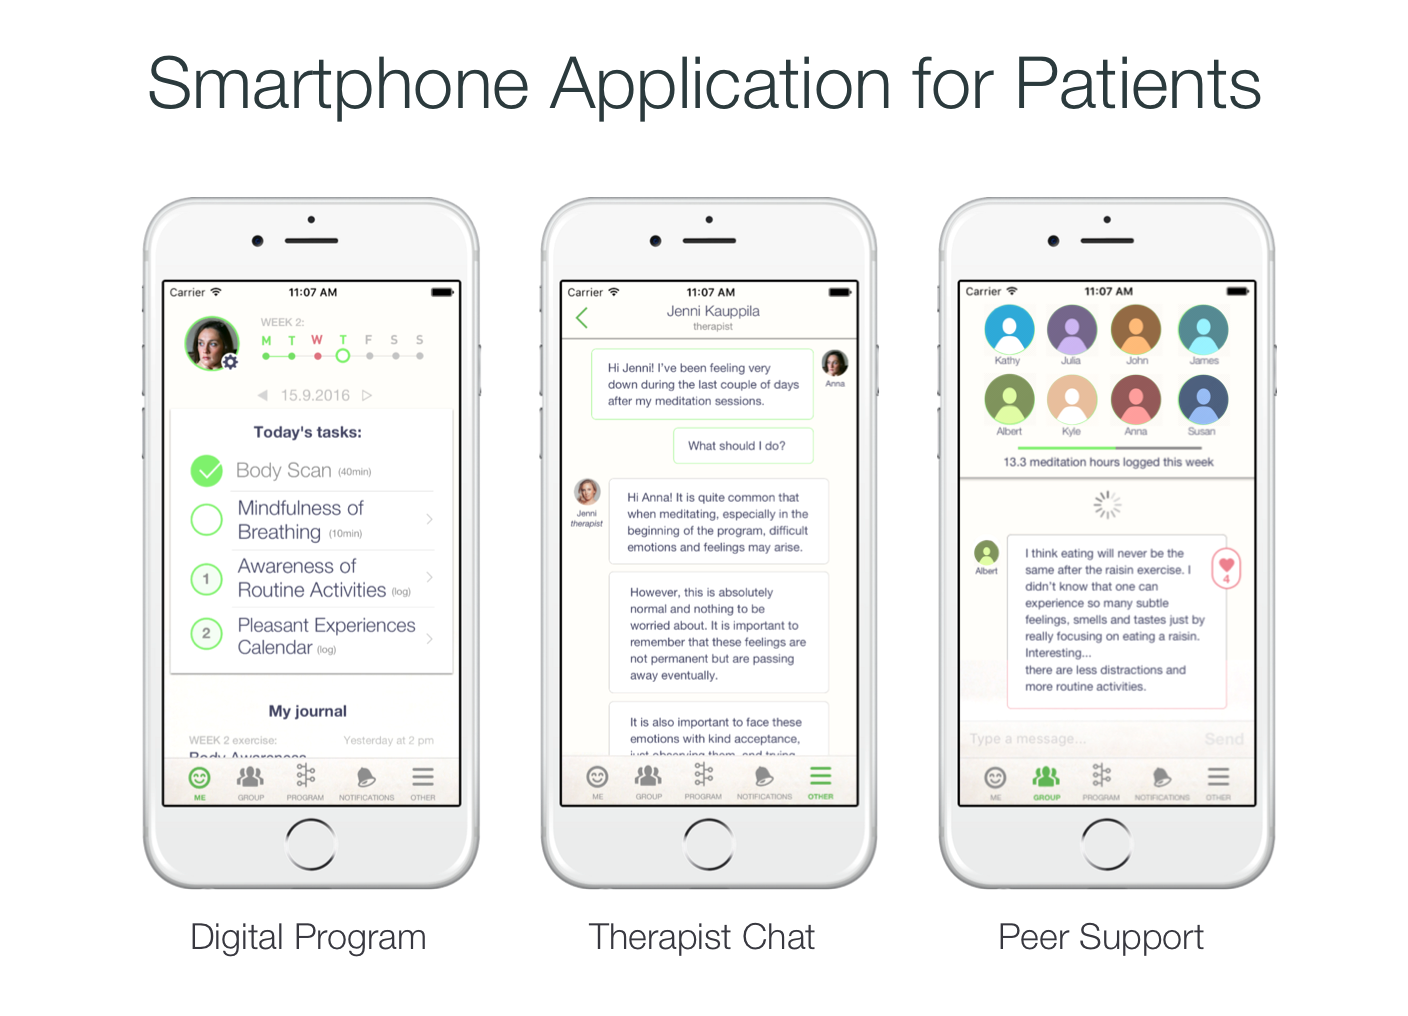 Smartphone Application for Patients
Carrier 11:07 AM
WEEK 2:
M T W T F S S
15.9.2016
Today's tasks:
Body Scan (40min)
Mindfulness of
Breathing (10min)
1 Awareness of
Routine Activities (log)
2 Pleasant Experiences
Calendar (log)
My journal
WEEK 2 exercise: Yesterday at 2 pm
Body Awareness
ME GROUP PROGRAM NOTIFICATIONS OTHER
Digital Program
Carrier 11:07 AM
Jenni Kauppila
therapist
Hi Jenni! I've been feeling very
down during the last couple of days
after my meditation sessions.
Anna
What should I do?
Jenni
therapist
Hi Anna! It is quite common that
when meditating, especially in the
beginning of the program, difficult
emotions and feelings may arise.
However, this is absolutely
normal and nothing to be
worried about. It is important to
remember that these feelings are
not permanent but are passing
away eventually.
It is also important to face these
emotions with kind acceptance,
just observing them, and trying
ME GROUP PROGRAM NOTIFICATIONS OTHER
Therapist Chat
Carrier 11:07 AM
Kathy Julia John James
Albert Kyle Anna Susan
13.3 meditation hours logged this week
Albert
I think eating will never be the
same after the raisin exercise. I
didn't know that one can
experience so many subtle
feelings, smells and tastes just by
really focusing on eating a raisin.
Interesting...
there are less distractions and
more routine activities.
4
Type a message... Send
ME GROUP PROGRAM NOTIFICATIONS OTHER
Peer Support